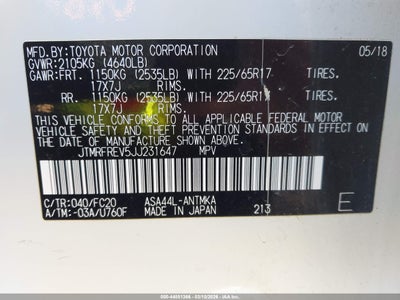 MFD.BY:TOYOTA MOTOR CORPORATION 05/18
GVWR:2105KG (4640LB)
GAWR:FRT. 1150KG (2535LB) WITH 225/65R17 TIRES.
17X7J RIMS.
RR. 1150KG (2535LB) WITH 225/65R17 TIRES.
17X7J RIMS.
THIS VEHICLE CONFORMS TO ALL APPLICABLE FEDERAL MOTOR
VEHICLE SAFETY AND BUMPER STANDARDS IN EFFECT ON
THE DATE OF MANUFACTURE SHOWN ABOVE.
JTMRFREV5JJ231647 MPV
C/TR:040/FC20 ASA44L-ANTMKA
A/TM:-03A/U760F MADE IN JAPAN 213 E